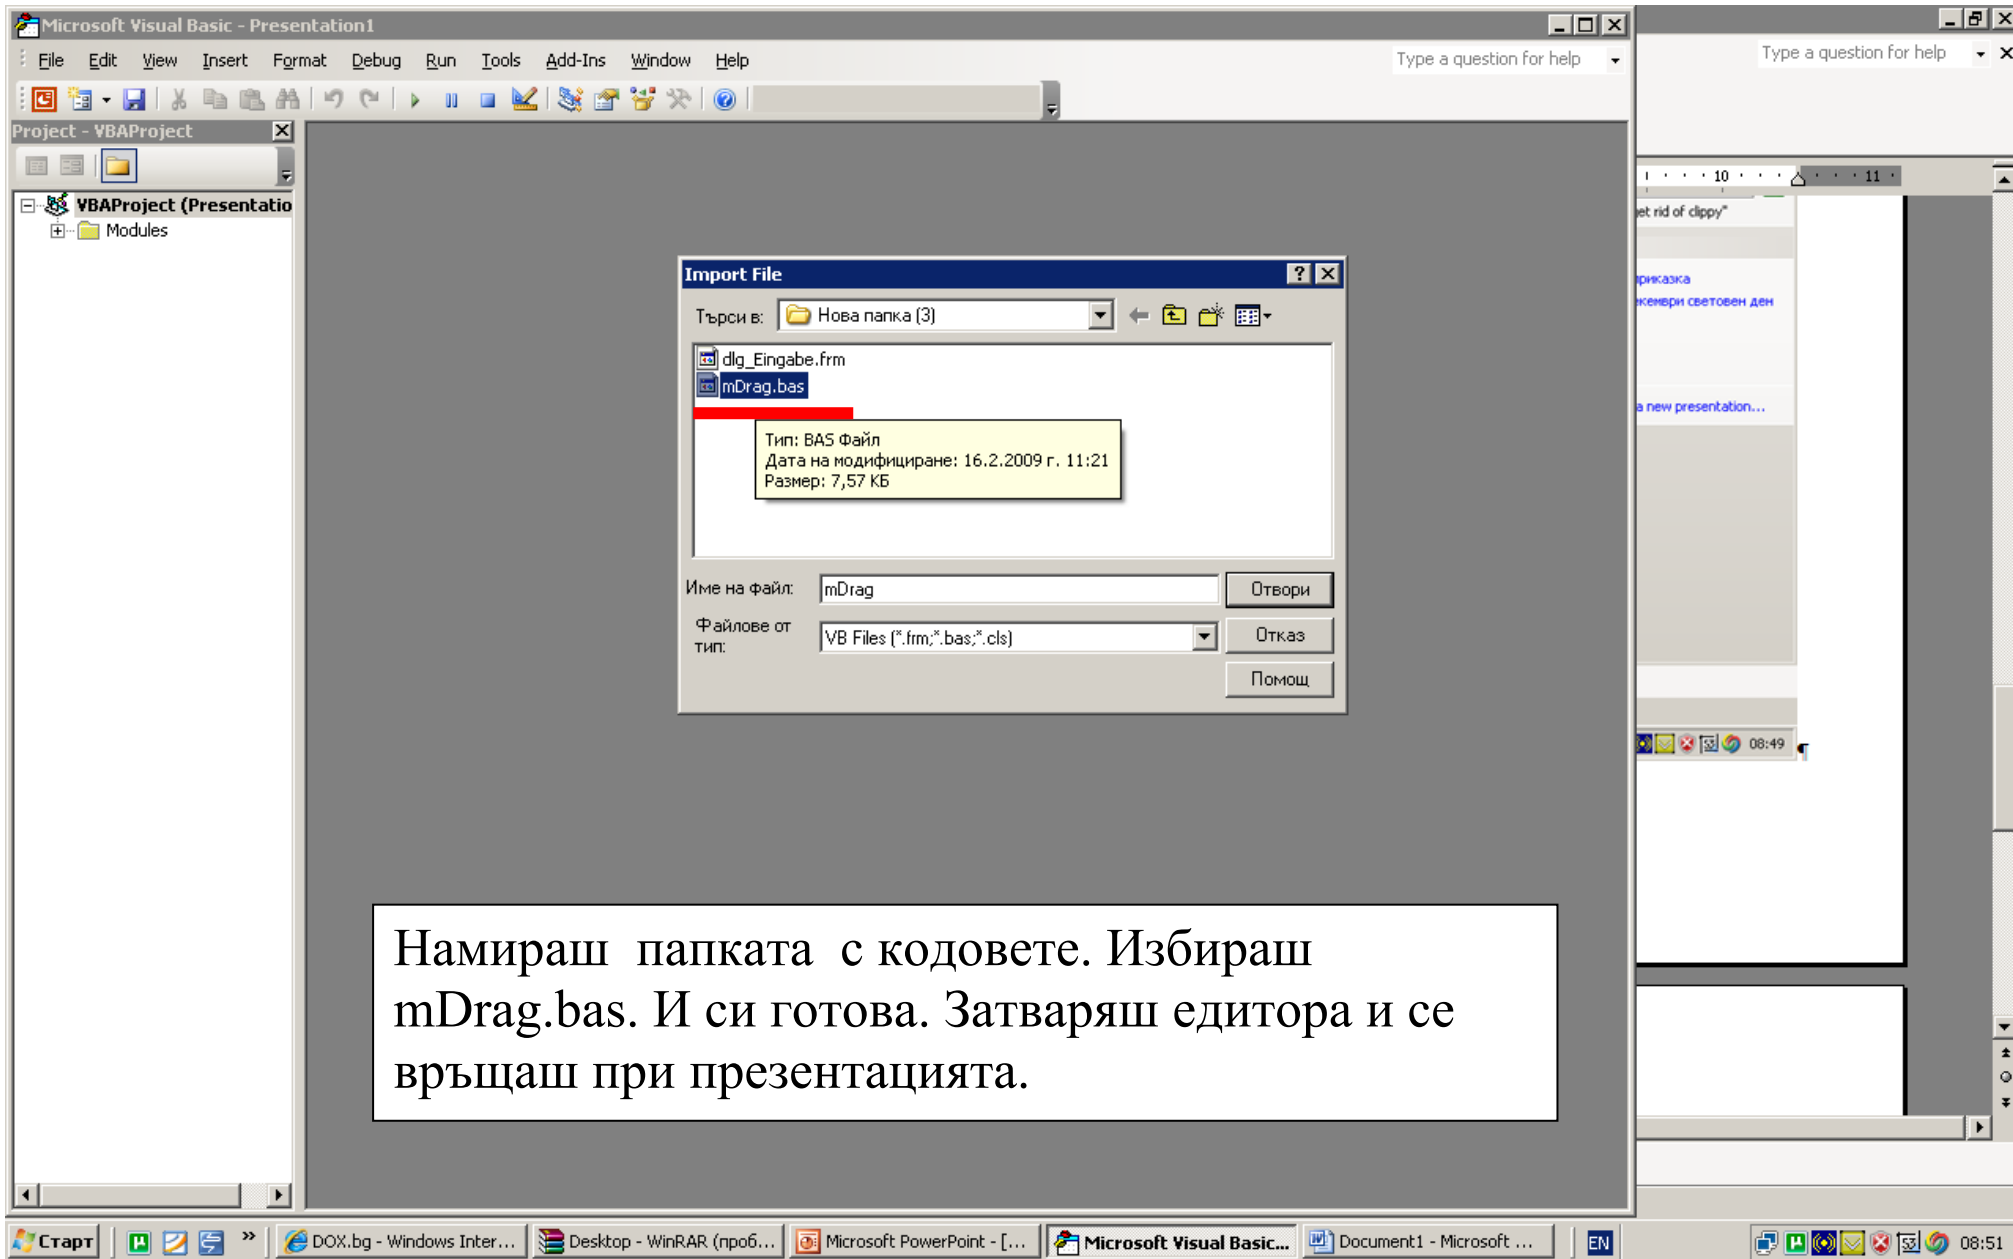 Microsoft Visual Basic - Presentation1
File Edit View Insert Format Debug Run Tools Add-Ins Window Help
Type a question for help
Type a question for help
Project - VBAProject
VBAProject (Presentatio
Modules
10 11
et rid of clippy"
приказка
екември световен ден
a new presentation...
Import File
Търси в: Нова папка (3)
dlg_Eingabe.frm
mDrag.bas
Тип: BAS Файл
Дата на модифициране: 16.2.2009 г. 11:21
Размер: 7,57 КБ
Име на файл: mDrag Отвори
Файлове от тип: VB Files (*.frm;*.bas;*.cls) Отказ
Помощ
08:49
Намираш папката с кодовете. Избираш
mDrag.bas. И си готова. Затваряш едитора и се
връщаш при презентацията.
Старт DOX.bg - Windows Inter... Desktop - WinRAR (проб... Microsoft PowerPoint - [... Microsoft Visual Basic... Document1 - Microsoft ... EN 08:51